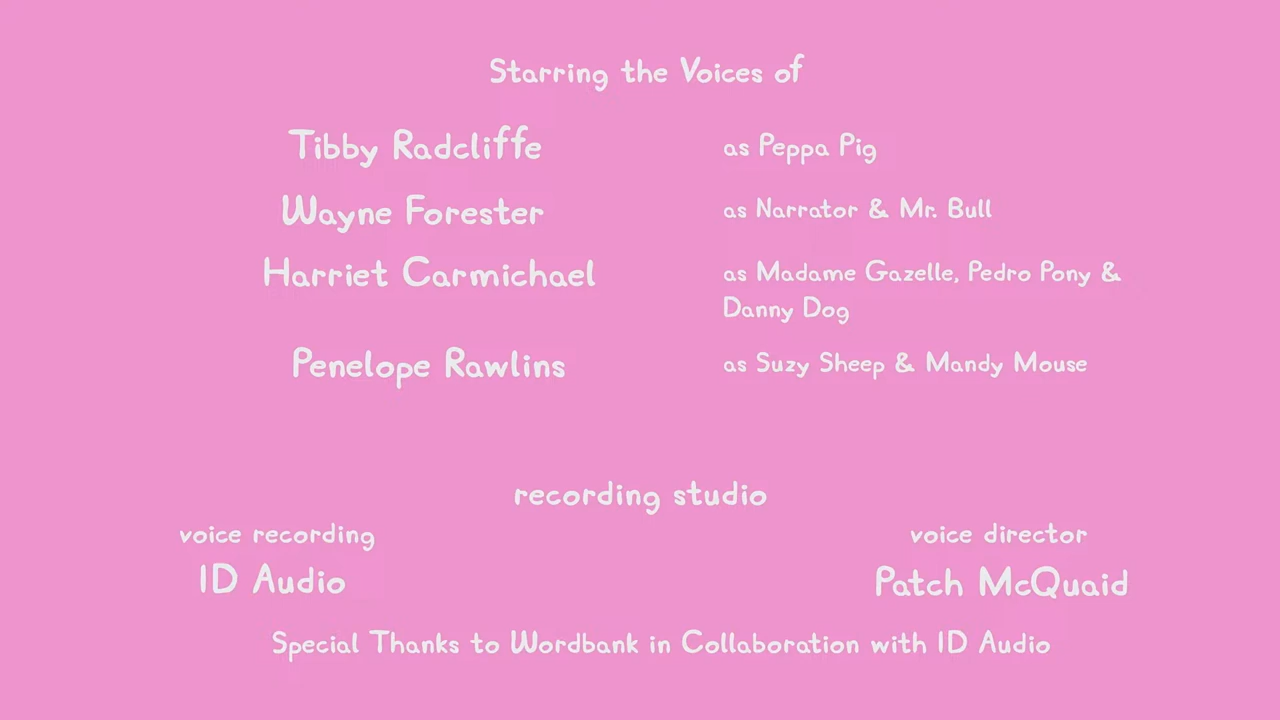 Starring the Voices of
Tibby Radcliffe as Peppa Pig
Wayne Forester as Narrator & Mr. Bull
Harriet Carmichael as Madame Gazelle, Pedro Pony &
Danny Dog
Penelope Rawlins as Suzy Sheep & Mandy Mouse
recording studio
voice recording voice director
ID Audio Patch McQuaid
Special Thanks to Wordbank in Collaboration with ID Audio